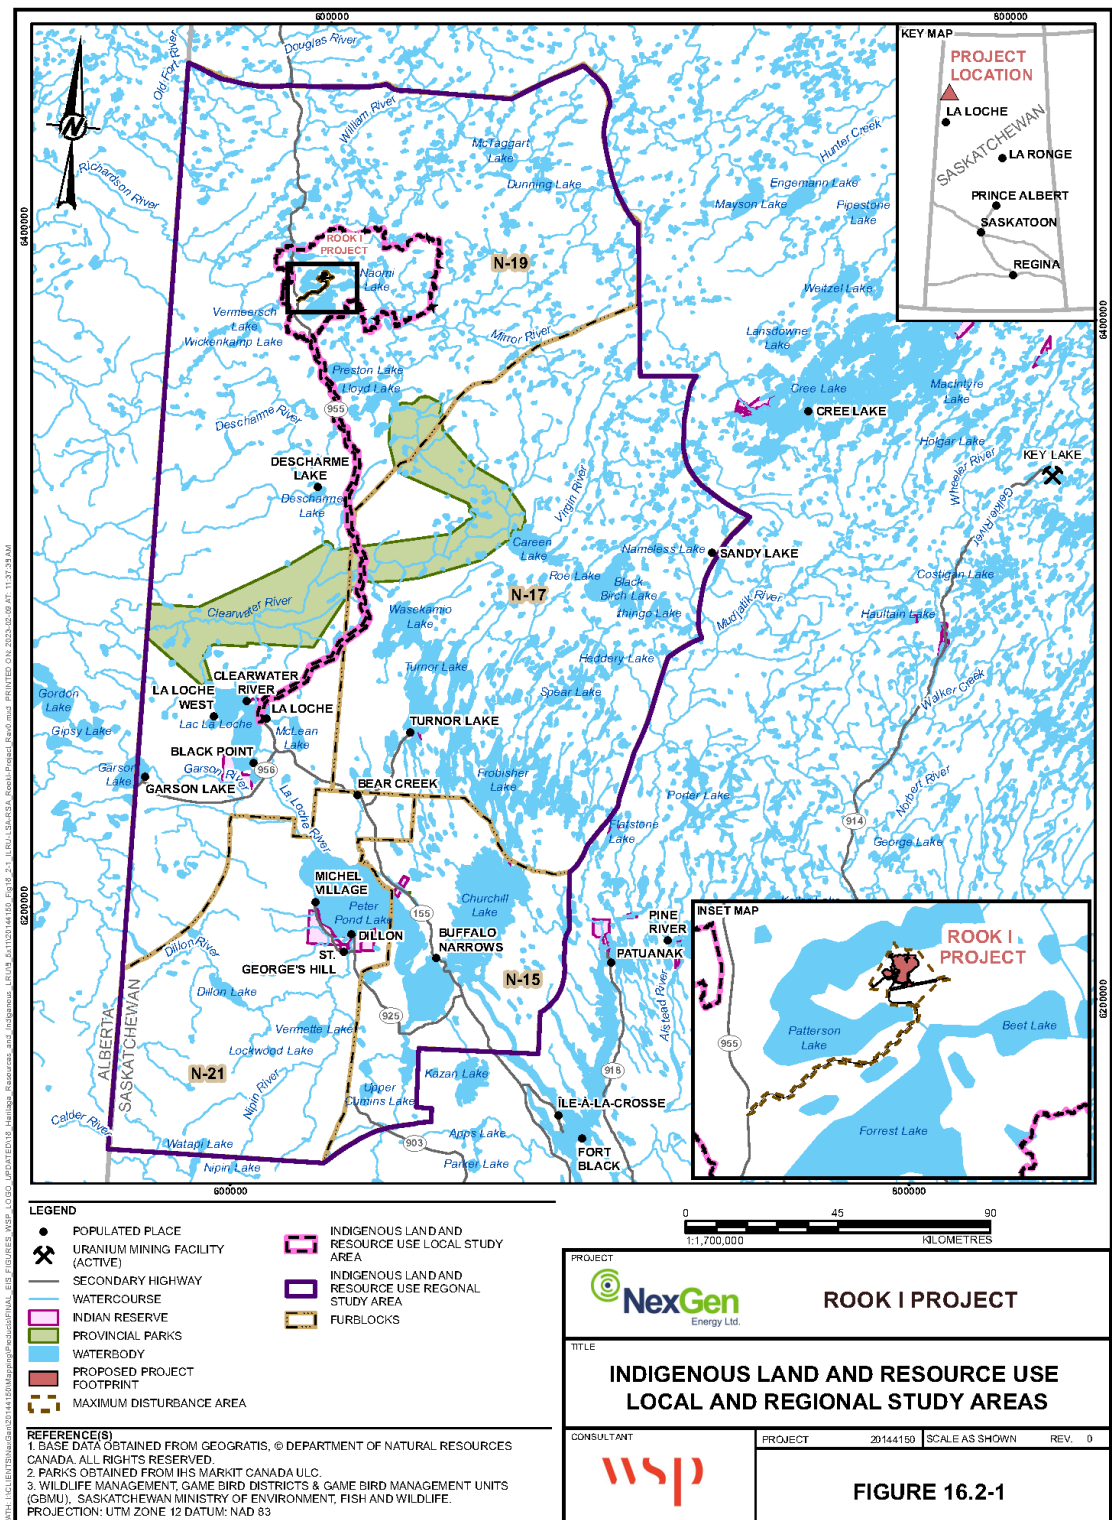 600000
800000
Douglas River
Old Fort River
KEY MAP
PROJECT
LOCATION
LA LOCHE
SASKATCHEWAN
LA RONGE
PRINCE ALBERT
SASKATOON
REGINA
N
William River
McTaggart
Lake
Dunning Lake
Hunter Creek
Engemann Lake
Mayson Lake
Pipestone
Lake
Richardson River
6400000
ROOK I
PROJECT
Naomi
Lake
N-19
Weitzel Lake
Vermeersch
Lake
Wickenkamp Lake
Mirror River
Lansdowne
Lake
6400000
Preston Lake
Lloyd Lake
Cree Lake
MacIntyre
Lake
955
CREE LAKE
Descharme River
Holgar Lake
DESCHARME
LAKE
Descharme
Lake
Virgin River
Wheeler River
KEY LAKE
Geikie River
Careen
Lake
Nameless Lake
SANDY LAKE
Roe Lake
Black
Birch Lake
thingo Lake
Costigan Lake
N-17
Clearwater River
Wasekamio
Lake
Mudjatik River
Haultain Lake
Heddery Lake
Turnor Lake
CLEARWATER
RIVER
Spear Lake
Walker Creek
Gordon
Lake
LA LOCHE
WEST
LA LOCHE
Gipsy Lake
Lac La Loche
McLean
Lake
TURNOR LAKE
BLACK POINT
Garson
Lake
Garson River
956
GARSON LAKE
BEAR CREEK
Frobisher
Lake
Porter Lake
Norbert River
La Loche River
Flatstone
Lake
914
George Lake
MICHEL
VILLAGE
Peter
Pond Lake
Churchill
Lake
6200000
155
DILLON
BUFFALO
NARROWS
ST.
GEORGE'S HILL
Dillon River
Dillon Lake
N-15
PINE
RIVER
PATUANAK
Alstead River
INSET MAP
ROOK I
PROJECT
Patterson
Lake
Beet Lake
955
Forrest Lake
6200000
ALBERTA
SASKATCHEWAN
Vermette Lake
925
Lockwood Lake
N-21
Nipin River
Kazan Lake
918
Upper
Cumins Lake
ÎLE-À-LA-CROSSE
Calder River
Watapi Lake
Nipin Lake
903
Apps Lake
Parker Lake
FORT
BLACK
600000
800000
LEGEND
POPULATED PLACE
URANIUM MINING FACILITY
(ACTIVE)
SECONDARY HIGHWAY
WATERCOURSE
INDIAN RESERVE
PROVINCIAL PARKS
WATERBODY
PROPOSED PROJECT
FOOTPRINT
MAXIMUM DISTURBANCE AREA
INDIGENOUS LAND AND
RESOURCE USE LOCAL STUDY
AREA
INDIGENOUS LAND AND
RESOURCE USE REGIONAL
STUDY AREA
FURBLOCKS
0 45 90
1:1,700,000 KILOMETRES
REFERENCE(S)
1. BASE DATA OBTAINED FROM GEOGRATIS, © DEPARTMENT OF NATURAL RESOURCES
CANADA. ALL RIGHTS RESERVED.
2. PARKS OBTAINED FROM IHS MARKIT CANADA ULC.
3. WILDLIFE MANAGEMENT, GAME BIRD DISTRICTS & GAME BIRD MANAGEMENT UNITS
(GBMU), SASKATCHEWAN MINISTRY OF ENVIRONMENT, FISH AND WILDLIFE.
PROJECTION: UTM ZONE 12 DATUM: NAD 83
PROJECT
NexGen
Energy Ltd.
ROOK I PROJECT
TITLE
INDIGENOUS LAND AND RESOURCE USE
LOCAL AND REGIONAL STUDY AREAS
CONSULTANT
wsp
PROJECT 20144150 SCALE AS SHOWN REV. 0
FIGURE 16.2-1